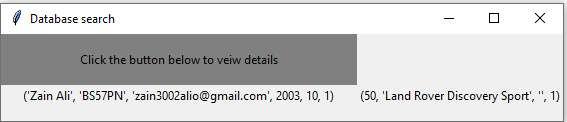 Database search
Click the button below to veiw details
('Zain Ali', 'BS57PN', 'zain3002alio@gmail.com', 2003, 10, 1) (50, 'Land Rover Discovery Sport', '', 1)